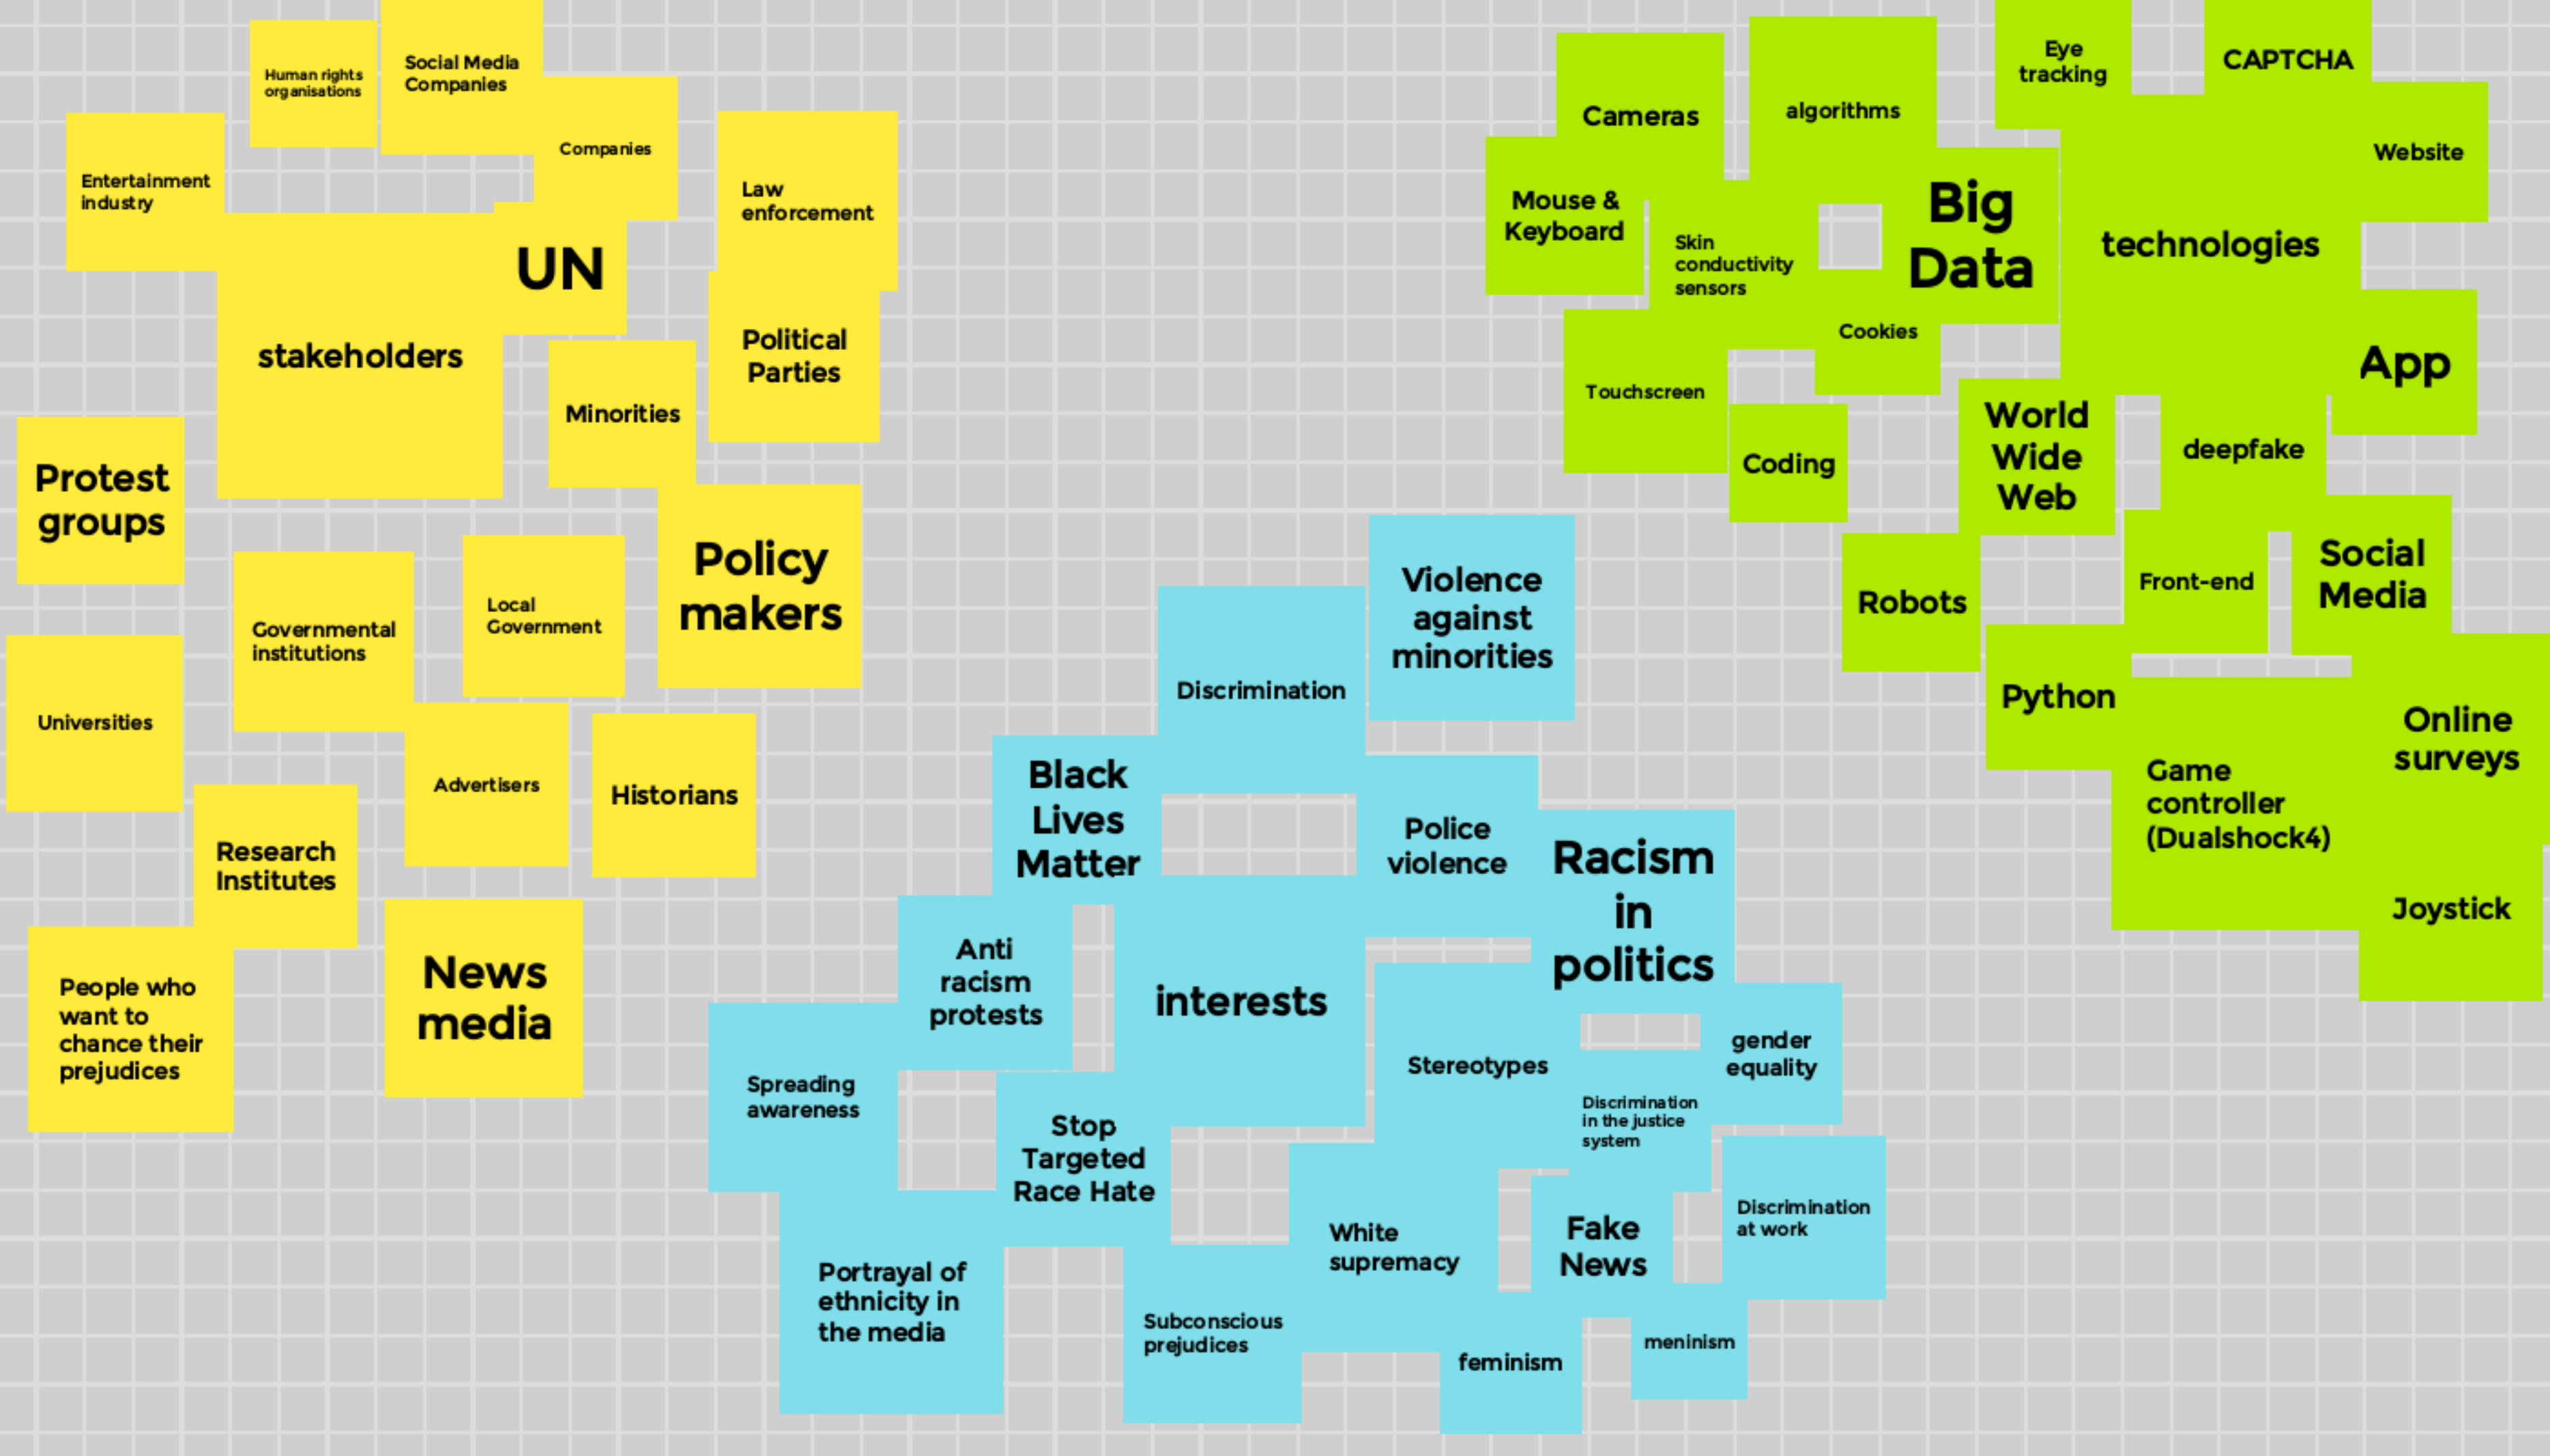 Human rights
organisations
Social Media
Companies
Companies
Entertainment
industry
Law
enforcement
UN
stakeholders
Political
Parties
Minorities
Protest
groups
Policy
makers
Local
Government
Governmental
institutions
Universities
Advertisers
Historians
Research
Institutes
News
media
People who
want to
chance their
prejudices
Cameras
algorithms
Eye
tracking
CAPTCHA
Website
Mouse &
Keyboard
Skin
conductivity
sensors
Big
Data
technologies
Cookies
Touchscreen
App
Coding
World
Wide
Web
deepfake
Robots
Front-end
Social
Media
Python
Online
surveys
Game
controller
(Dualshock4)
Joystick
Violence
against
minorities
Discrimination
Black
Lives
Matter
Police
violence
Racism
in
politics
Anti
racism
protests
interests
Stereotypes
gender
equality
Spreading
awareness
Stop
Targeted
Race Hate
Discrimination
in the justice
system
White
supremacy
Fake
News
Discrimination
at work
Portrayal of
ethnicity in
the media
Subconscious
prejudices
feminism
meninism